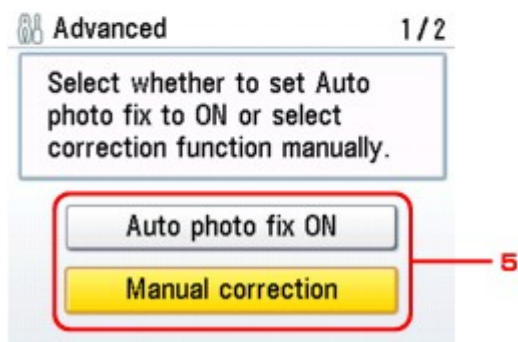 Advanced 1/2
Select whether to set Auto
photo fix to ON or select
correction function manually.
Auto photo fix ON
5
Manual correction